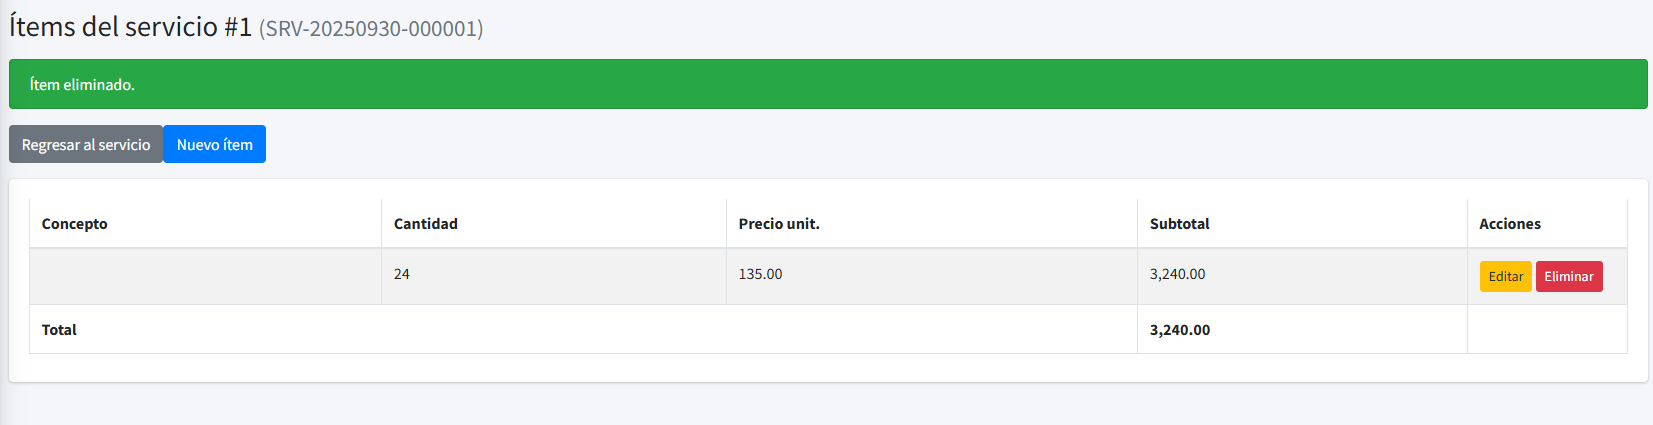 Ítems del servicio #1 (SRV-20250930-000001)
Ítem eliminado.
Regresar al servicio Nuevo ítem
Concepto Cantidad Precio unit. Subtotal Acciones
24 135.00 3,240.00 Editar Eliminar
Total 3,240.00